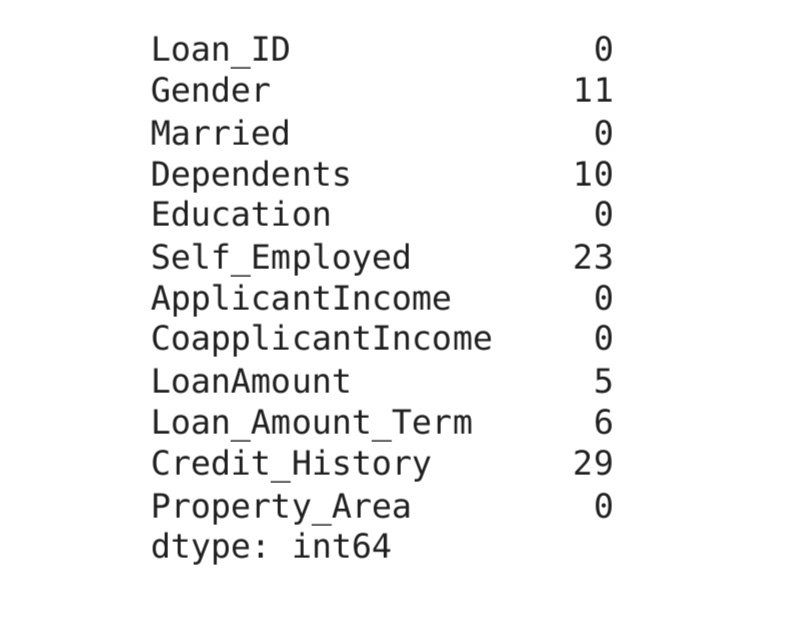 Loan_ID 0
Gender 11
Married 0
Dependents 10
Education 0
Self_Employed 23
ApplicantIncome 0
CoapplicantIncome 0
LoanAmount 5
Loan_Amount_Term 6
Credit_History 29
Property_Area 0
dtype: int64